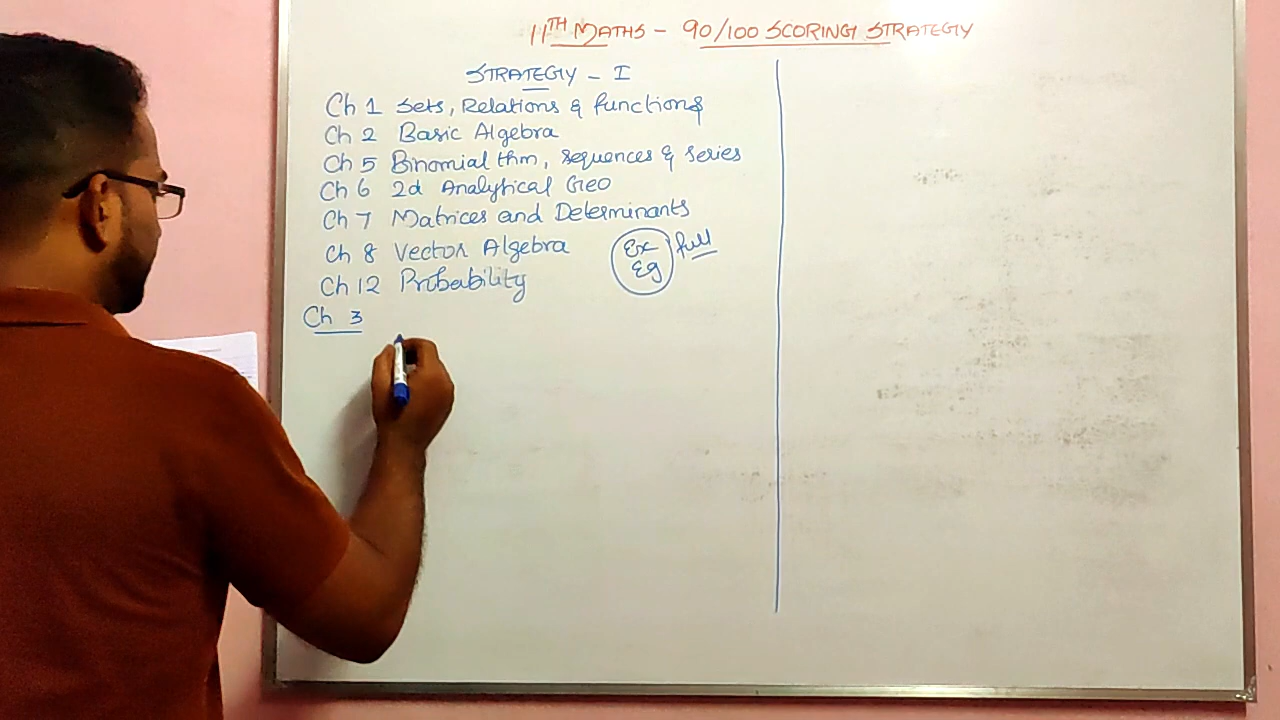 11TH MATHS - 90/100 SCORING STRATEGY
STRATEGY - I
Ch 1 Sets, Relations & functions
Ch 2 Basic Algebra
Ch 5 Binomial thm, sequences & series
Ch 6 2d Analytical Geo
Ch 7 Matrices and Determinants
Ch 8 Vector Algebra
Ex full
Eg
Ch 12 Probability
Ch 3